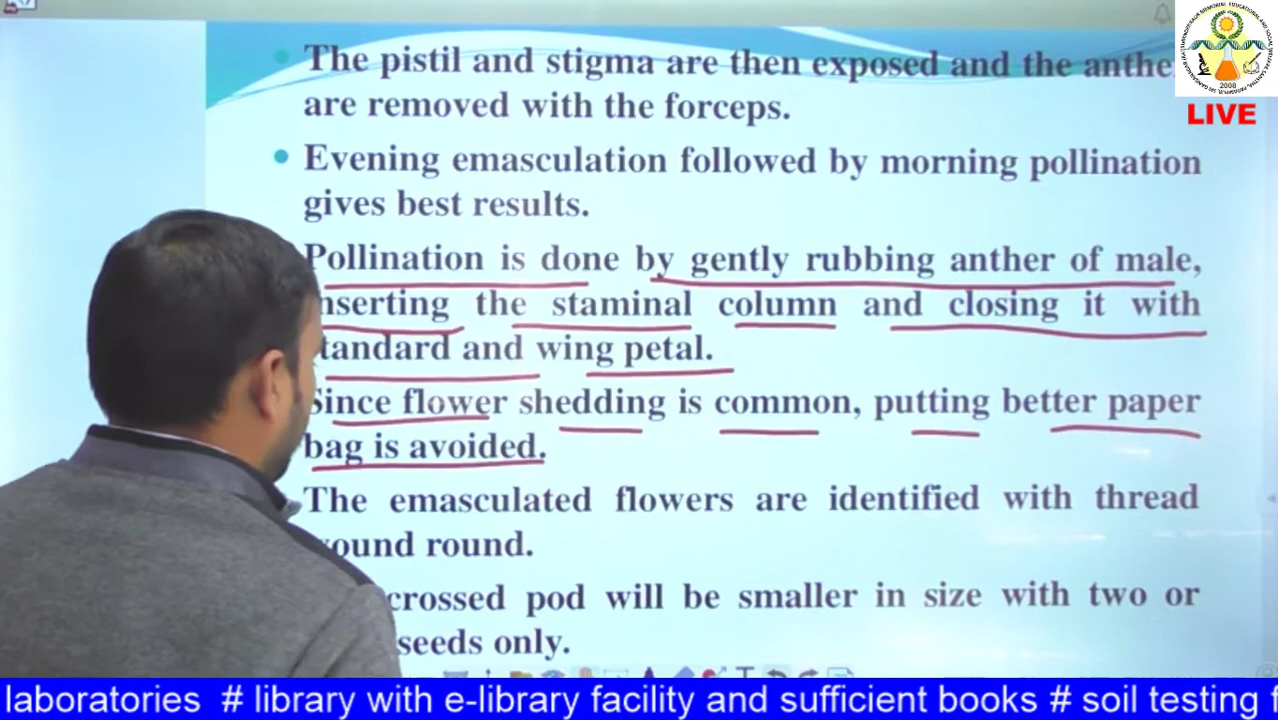 The pistil and stigma are then exposed and the anthe
are removed with the forceps.
Evening emasculation followed by morning pollination
gives best results.
Pollination is done by gently rubbing anther of male,
nserting the staminal column and closing it with
tandard and wing petal.
Since flower shedding is common, putting better paper
bag is avoided.
The emasculated flowers are identified with thread
ound round.
crossed pod will be smaller in size with two or
seeds only.
2008
LIVE
laboratories # library with e-library facility and sufficient books # soil testing f